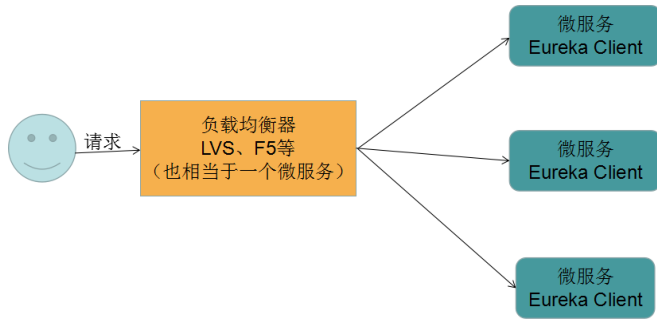 请求
负载均衡器
LVS、F5等
（也相当于一个微服务）
微服务
Eureka Client
微服务
Eureka Client
微服务
Eureka Client